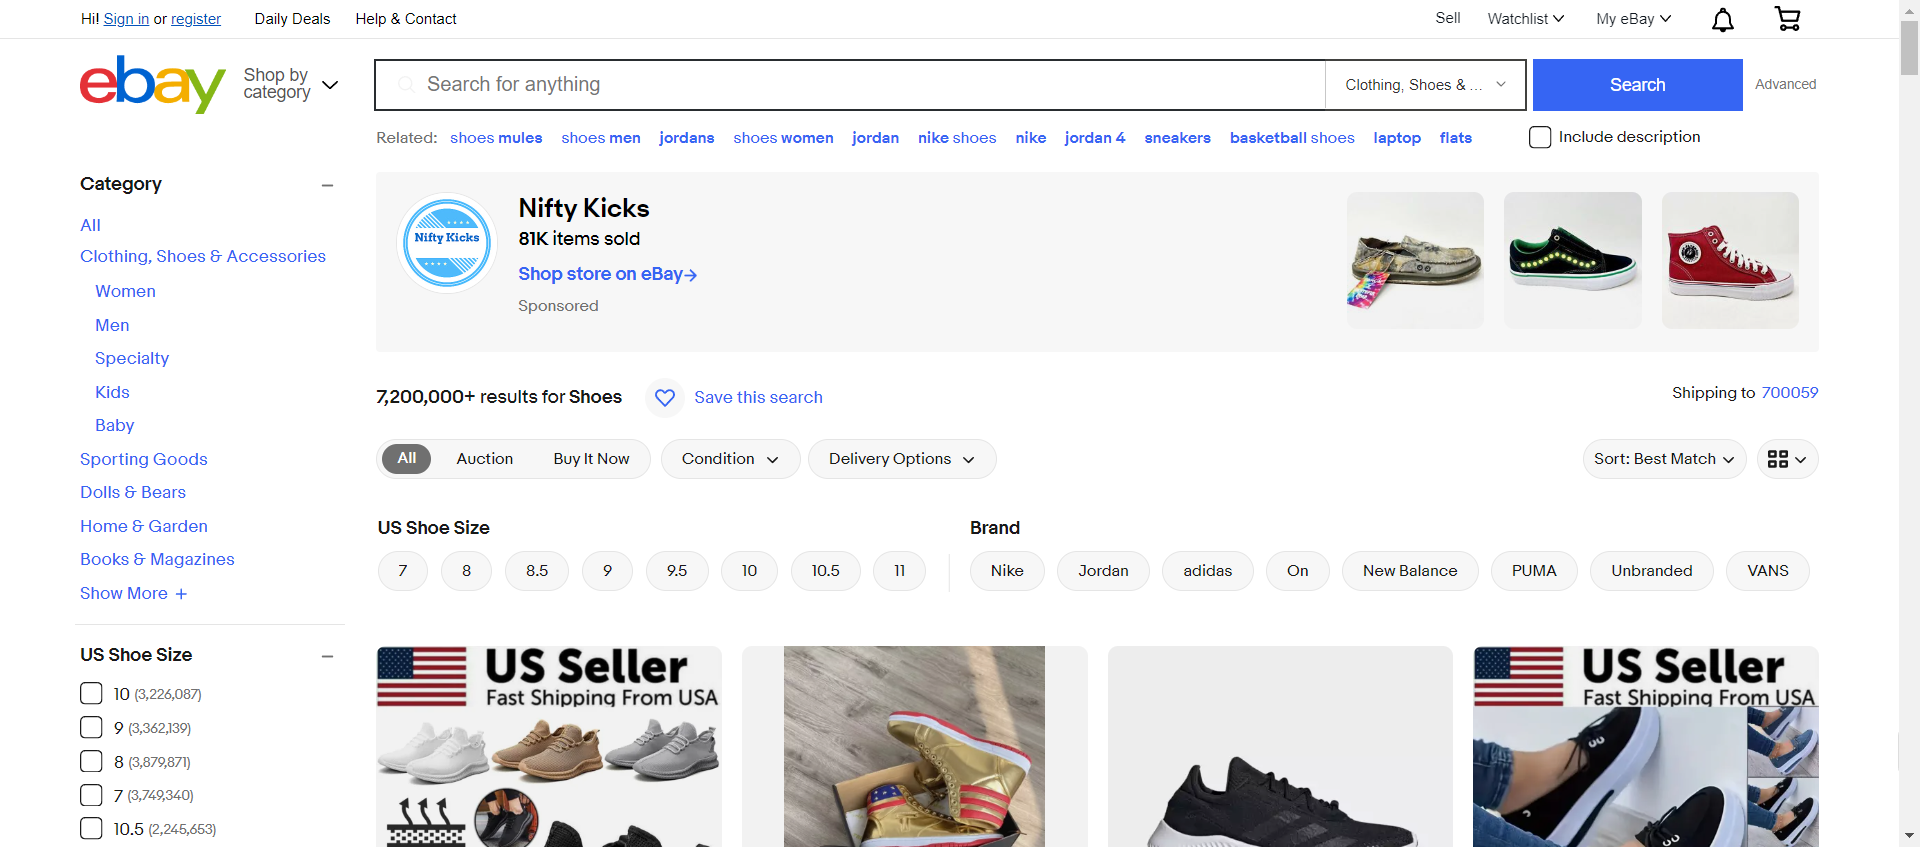 Hi! Sign in or register
Daily Deals
Help & Contact
Sell
Watchlist
My eBay
ebay
Shop by
category
Search for anything
Clothing, Shoes & ...
Search
Advanced
Related: shoes mules shoes men jordans shoes women jordan nike shoes nike jordan 4 sneakers basketball shoes laptop flats
Include description
Category
All
Clothing, Shoes & Accessories
Women
Men
Specialty
Kids
Baby
Sporting Goods
Dolls & Bears
Home & Garden
Books & Magazines
Show More
US Shoe Size
10 (3,226,087)
9 (3,362,139)
8 (3,879,871)
7 (3,749,340)
10.5 (2,245,653)
Nifty Kicks
Nifty Kicks
81K items sold
Shop store on eBay
Sponsored
7,200,000+ results for Shoes
Save this search
Shipping to 700059
All
Auction
Buy It Now
Condition
Delivery Options
Sort: Best Match
US Shoe Size
7 8 8.5 9 9.5 10 10.5 11
Brand
Nike Jordan adidas On New Balance PUMA Unbranded VANS
US Seller
Fast Shipping From USA
US Seller
Fast Shipping From USA